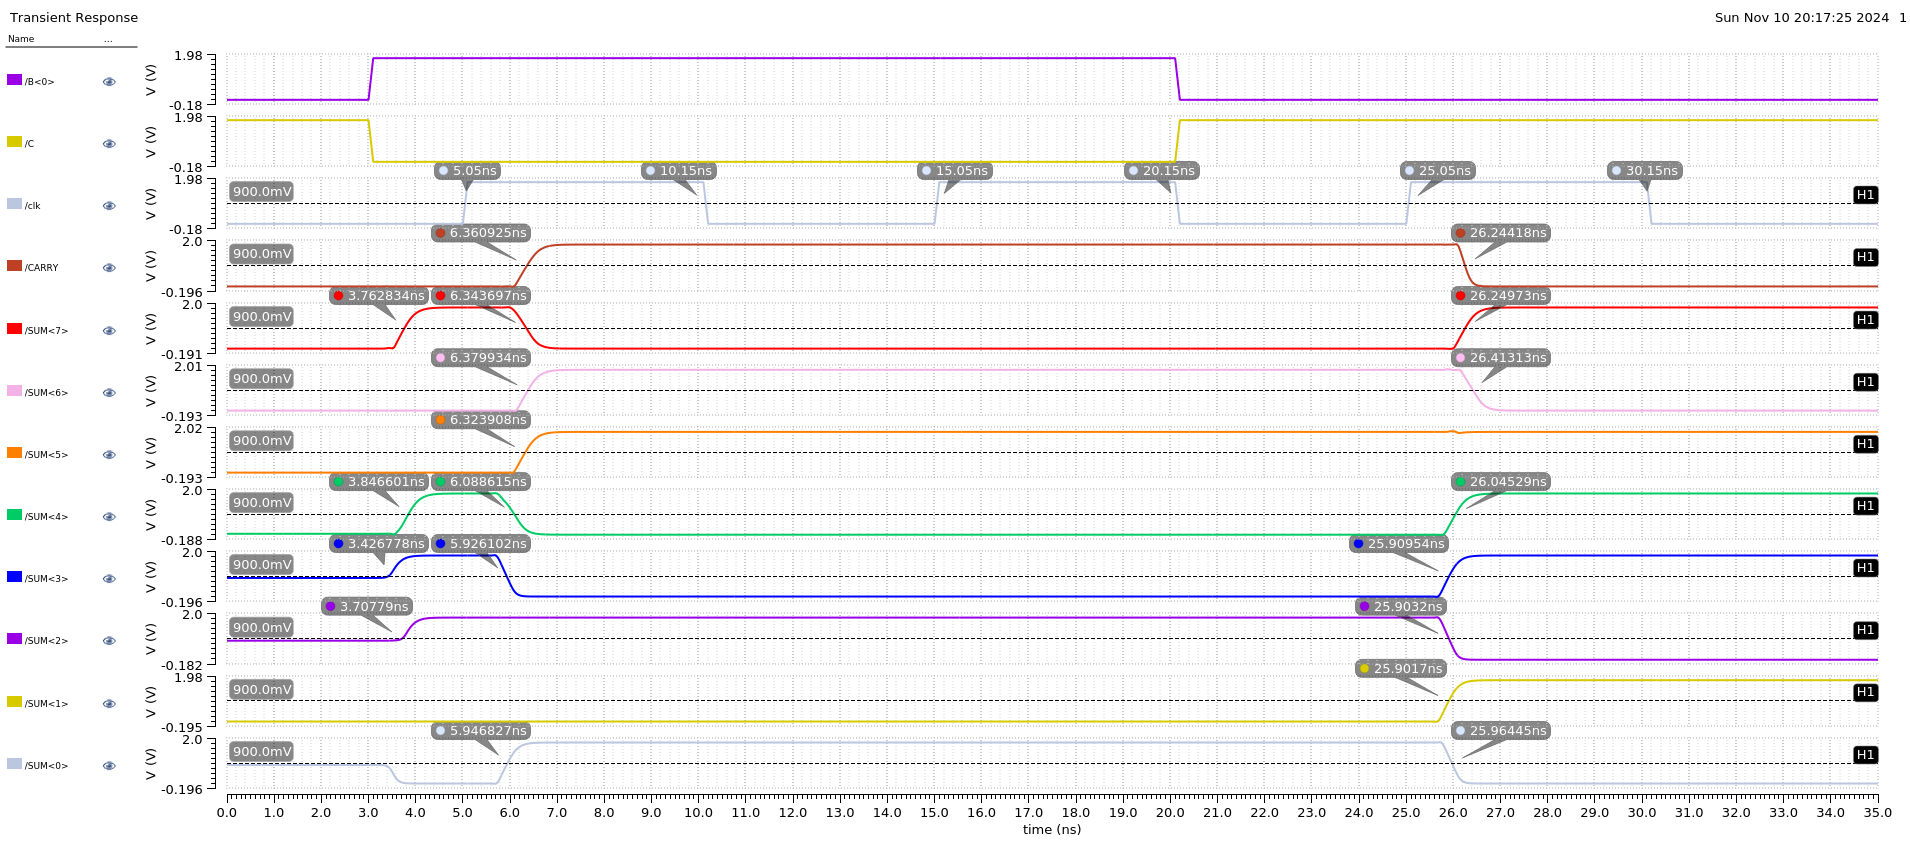 Transient Response
Sun Nov 10 20:17:25 2024 1
Name ...
/B<0>
V (V)
1.98
-0.18
/C
V (V)
1.98
-0.18
5.05ns 10.15ns 15.05ns 20.15ns 25.05ns 30.15ns
/clk
V (V)
1.98
900.0mV H1
-0.18
6.360925ns 26.24418ns
/CARRY
V (V)
2.0
900.0mV H1
-0.196
3.762834ns 6.343697ns 26.24973ns
/SUM<7>
V (V)
2.0
900.0mV H1
-0.191
6.379934ns 26.41313ns
/SUM<6>
V (V)
2.01
900.0mV H1
-0.193
6.323908ns
/SUM<5>
V (V)
2.02
900.0mV H1
-0.193
3.846601ns 6.088615ns 26.04529ns
/SUM<4>
V (V)
2.0
900.0mV H1
-0.188
3.426778ns 5.926102ns 25.90954ns
/SUM<3>
V (V)
2.0
900.0mV H1
-0.196
3.70779ns 25.9032ns
/SUM<2>
V (V)
2.0
900.0mV H1
-0.182
25.9017ns
/SUM<1>
V (V)
1.98
900.0mV H1
-0.195
5.946827ns 25.96445ns
/SUM<0>
V (V)
2.0
900.0mV H1
-0.196
0.0 1.0 2.0 3.0 4.0 5.0 6.0 7.0 8.0 9.0 10.0 11.0 12.0 13.0 14.0 15.0 16.0 17.0 18.0 19.0 20.0 21.0 22.0 23.0 24.0 25.0 26.0 27.0 28.0 29.0 30.0 31.0 32.0 33.0 34.0 35.0
time (ns)